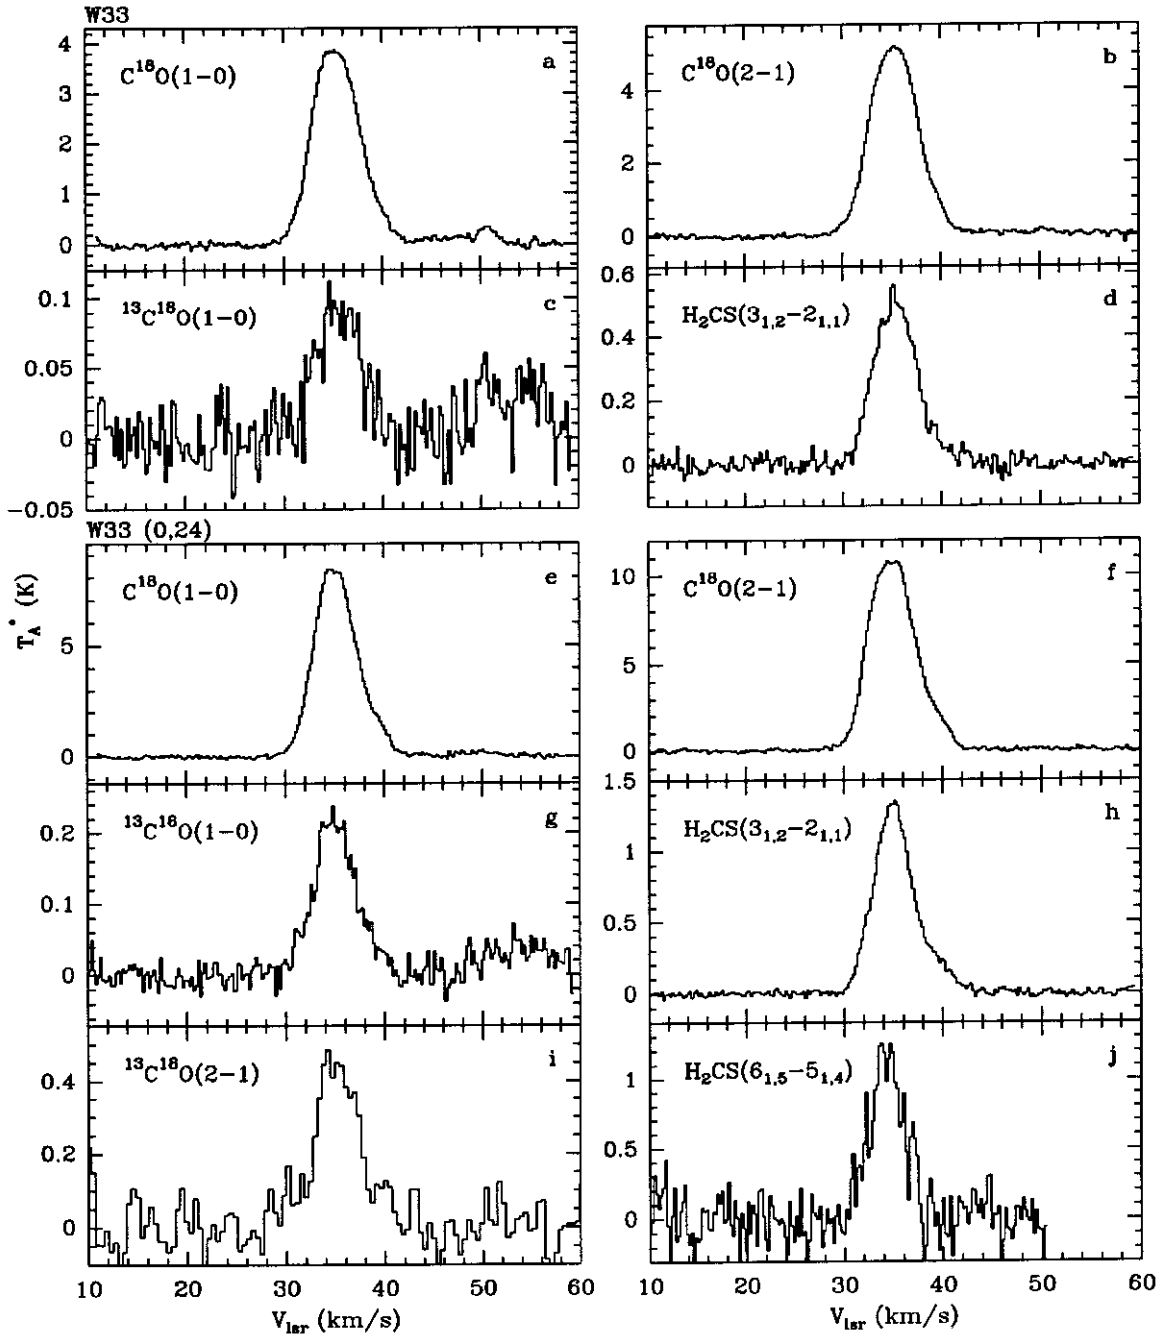 W33
C¹⁸O(1−0) a
4
3
2
1
0
C¹⁸O(2−1) b
4
2
0
¹³C¹⁸O(1−0) c
0.1
0.05
0
−0.05
H₂CS(3₁,₂−2₁,₁) d
0.6
0.4
0.2
0
W33 (0,24)
C¹⁸O(1−0) e
5
0
C¹⁸O(2−1) f
10
5
0
T_A* (K)
¹³C¹⁸O(1−0) g
0.2
0.1
0
H₂CS(3₁,₂−2₁,₁) h
1.5
1
0.5
0
¹³C¹⁸O(2−1) i
0.4
0.2
0
H₂CS(6₁,₅−5₁,₄) j
1
0.5
0
10 20 30 40 50 60
10 20 30 40 50 60
V_lsr (km/s)
V_lsr (km/s)